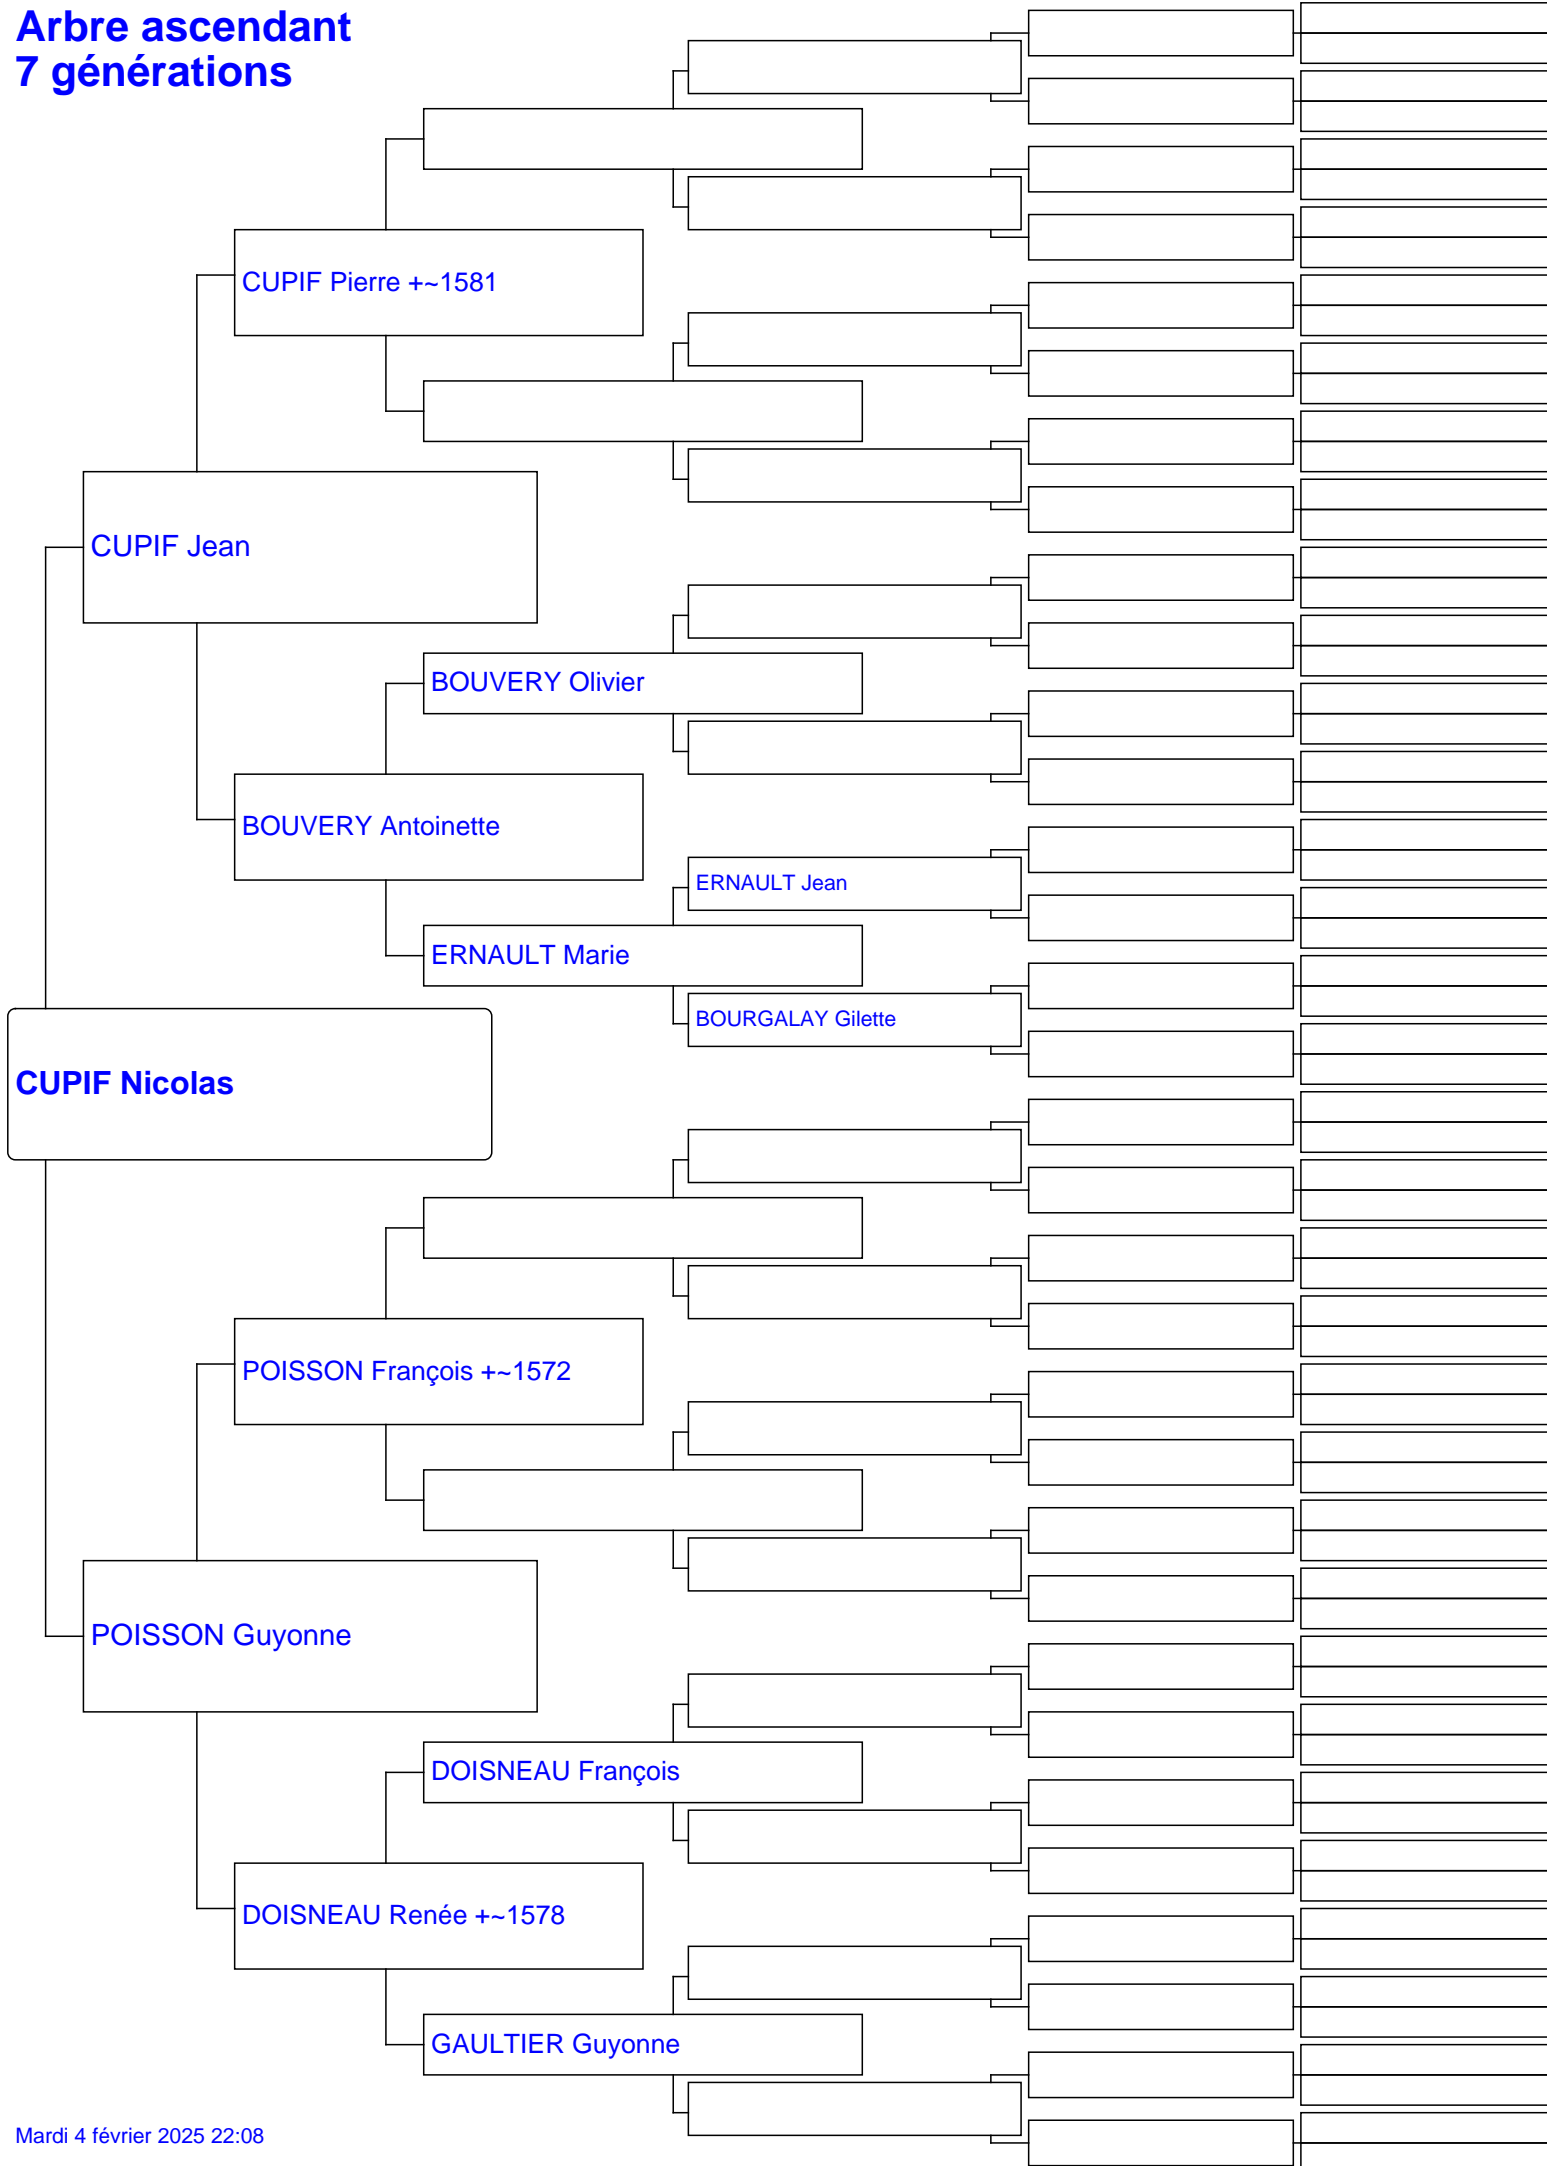 Arbre ascendant
7 générations
CUPIF Pierre +~1581
CUPIF Jean
BOUVERY Olivier
BOUVERY Antoinette
ERNAULT Jean
ERNAULT Marie
BOURGALAY Gilette
CUPIF Nicolas
POISSON François +~1572
POISSON Guyonne
DOISNEAU François
DOISNEAU Renée +~1578
GAULTIER Guyonne
Mardi 4 février 2025 22:08